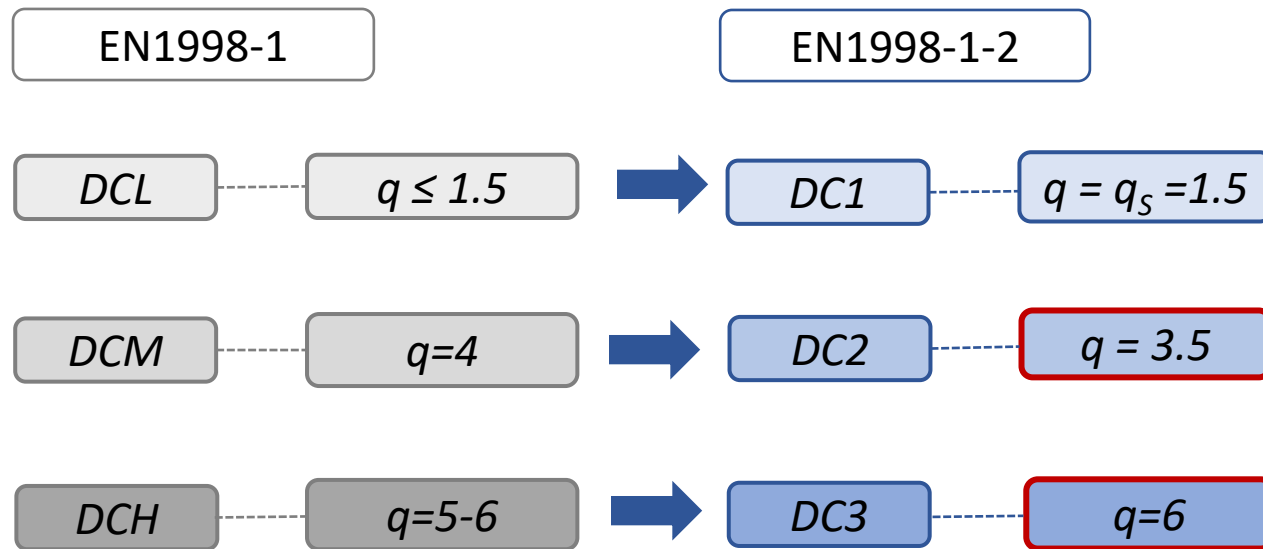 EN1998-1
EN1998-1-2
DCL
q ≤ 1.5
DC1
q = qS =1.5
DCM
q=4
DC2
q = 3.5
DCH
q=5-6
DC3
q=6